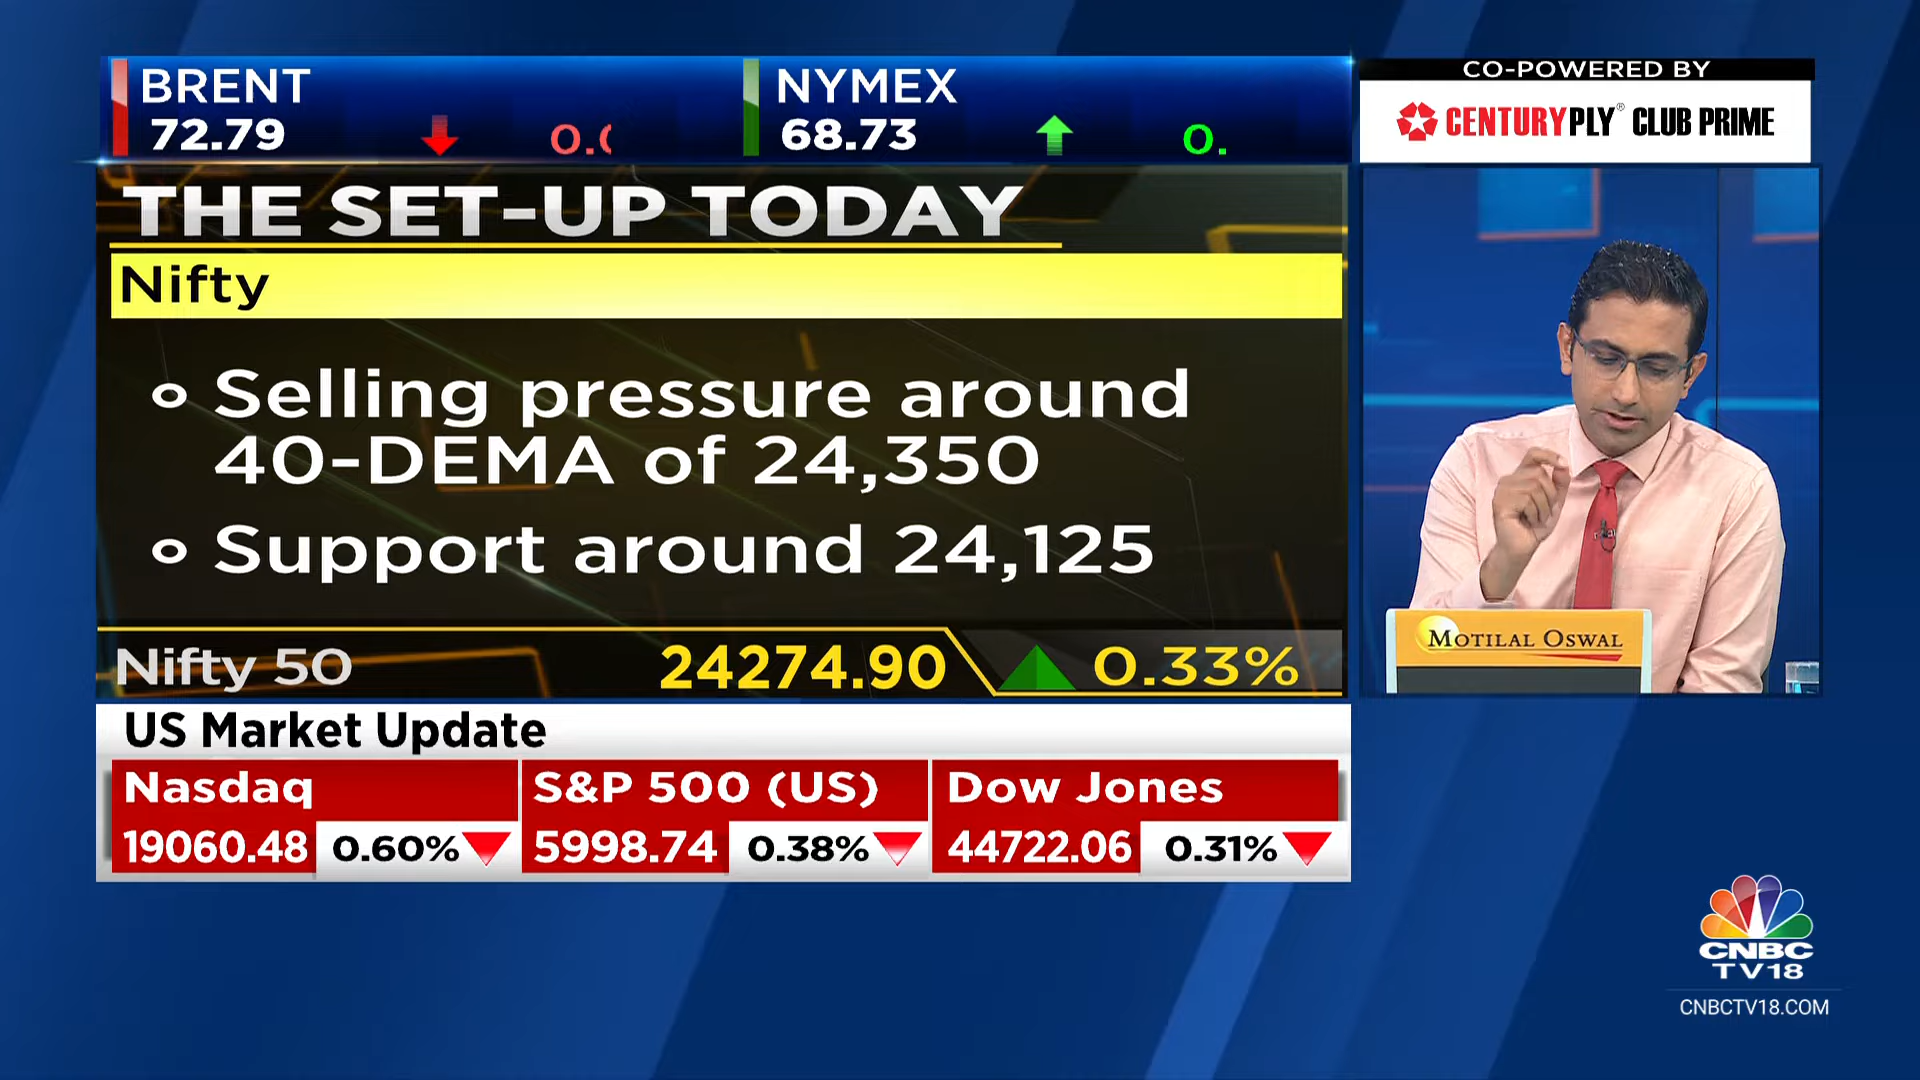 BRENT
72.79
NYMEX
68.73
0.
CO-POWERED BY
CENTURYPLY® CLUB PRIME
THE SET-UP TODAY
Nifty
o Selling pressure around
40-DEMA of 24,350
o Support around 24,125
Nifty 50 24274.90 0.33%
MOTILAL OSWAL
US Market Update
Nasdaq
19060.48 0.60%
S&P 500 (US)
5998.74 0.38%
Dow Jones
44722.06 0.31%
CNBC
TV18
CNBCTV18.COM